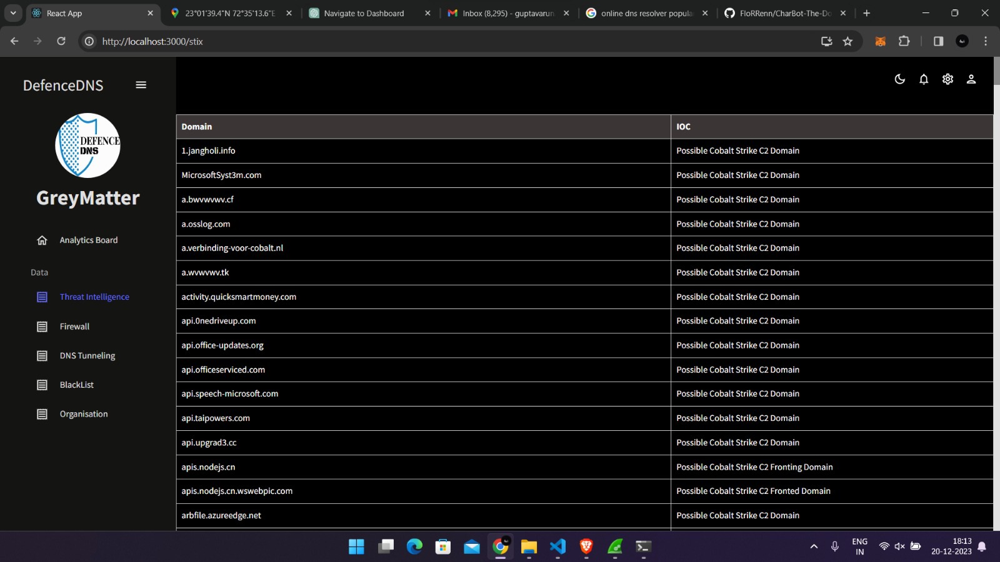 React App
23°01'39.4"N 72°35'13.6"E
Navigate to Dashboard
Inbox (8,295) - guptavarun.
online dns resolver popula
FloRRenn/CharBot-The-Do
http://localhost:3000/stix
DefenceDNS
DEFENCE
DNS
GreyMatter
Analytics Board
Data
Threat Intelligence
Firewall
DNS Tunneling
BlackList
Organisation
Domain IOC
1.jangholi.info Possible Cobalt Strike C2 Domain
MicrosoftSyst3m.com Possible Cobalt Strike C2 Domain
a.bwvwvwv.cf Possible Cobalt Strike C2 Domain
a.osslog.com Possible Cobalt Strike C2 Domain
a.verbinding-voor-cobalt.nl Possible Cobalt Strike C2 Domain
a.wvwvwv.tk Possible Cobalt Strike C2 Domain
activity.quicksmartmoney.com Possible Cobalt Strike C2 Domain
api.0nedriveup.com Possible Cobalt Strike C2 Domain
api.office-updates.org Possible Cobalt Strike C2 Domain
api.officeserviced.com Possible Cobalt Strike C2 Domain
api.speech-microsoft.com Possible Cobalt Strike C2 Domain
api.taipowers.com Possible Cobalt Strike C2 Domain
api.upgrad3.cc Possible Cobalt Strike C2 Domain
apis.nodejs.cn Possible Cobalt Strike C2 Fronting Domain
apis.nodejs.cn.wswebpic.com Possible Cobalt Strike C2 Fronted Domain
arbfile.azureedge.net Possible Cobalt Strike C2 Domain
ENG
IN
18:13
20-12-2023